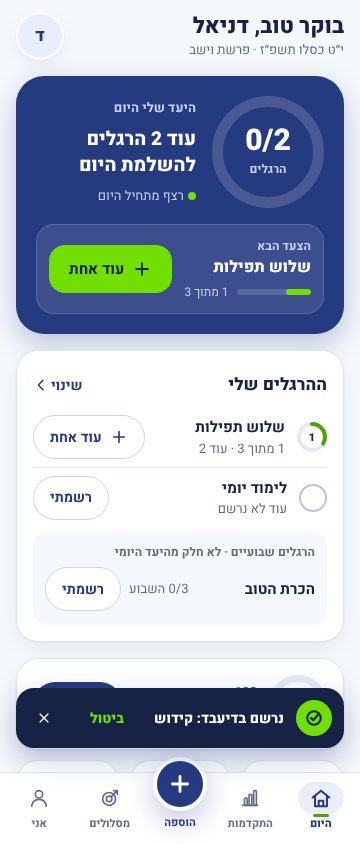 בוקר טוב, דניאל
ד
י״ט כסלו תשפ״ז · פרשת וישב
0/2
הרגלים
היעד שלי היום
עוד 2 הרגלים
להשלמת היום
רצף מתחיל היום
הצעד הבא
שלוש תפילות
1 מתוך 3
עוד אחת
ההרגלים שלי
שינוי
1
שלוש תפילות
1 מתוך 3 · עוד 2
עוד אחת
לימוד יומי
עוד לא נרשם
רשמתי
הרגלים שבועיים · לא חלק מהיעד היומי
הכרת הטוב
0/3 השבוע
רשמתי
נרשם בדיעבד: קידוש
ביטול
היום
התקדמות
הוספה
מסלולים
אני